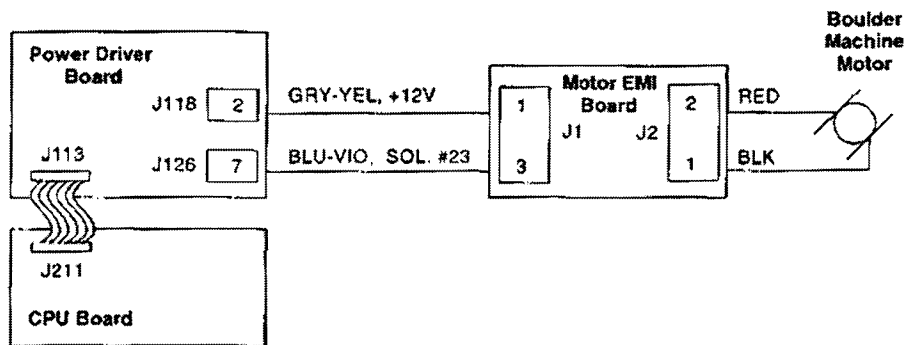 Boulder
Machine
Motor
Power Driver
Board
Motor EMI
Board
J118 2 GRY-YEL, +12V 1 2 RED
J1 J2
J113
J126 7 BLU-VIO, SOL. #23 3 1 BLK
J211
CPU Board